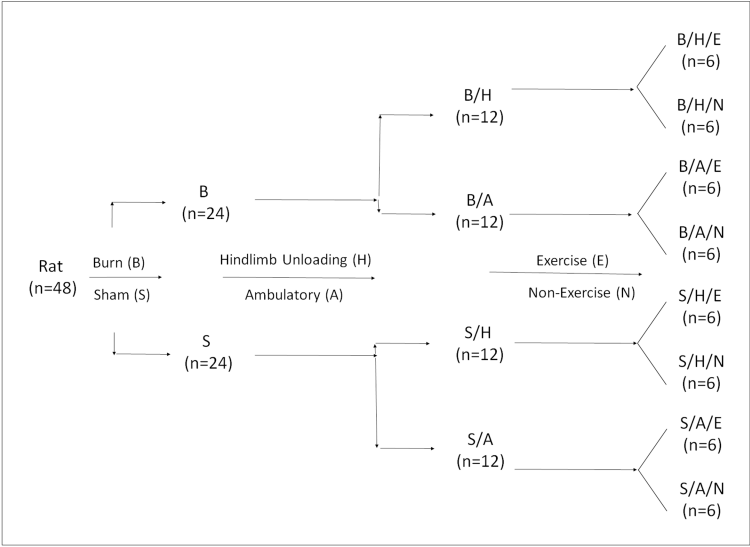 Rat
(n=48)
Burn (B)
Sham (S)
B
(n=24)
S
(n=24)
Hindlimb Unloading (H)
Ambulatory (A)
B/H
(n=12)
B/A
(n=12)
S/H
(n=12)
S/A
(n=12)
Exercise (E)
Non-Exercise (N)
B/H/E
(n=6)
B/H/N
(n=6)
B/A/E
(n=6)
B/A/N
(n=6)
S/H/E
(n=6)
S/H/N
(n=6)
S/A/E
(n=6)
S/A/N
(n=6)